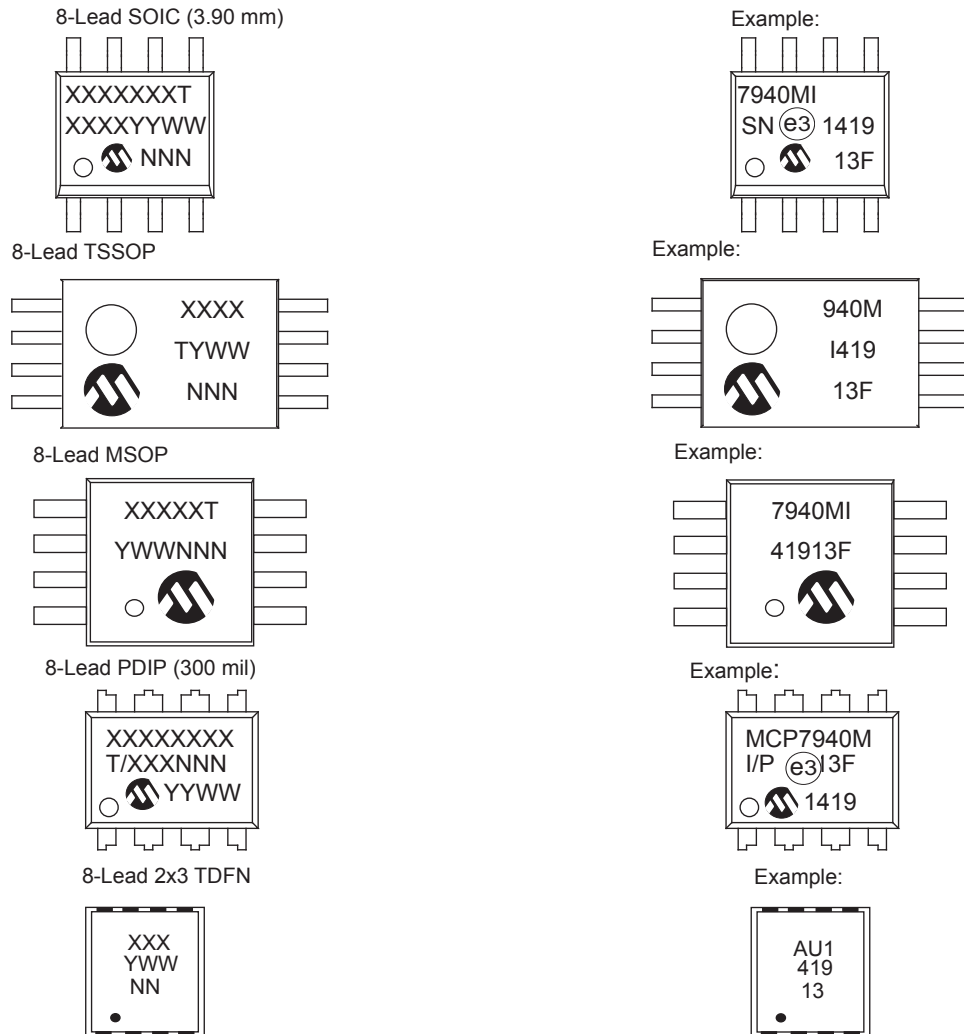 8-Lead SOIC (3.90 mm)
XXXXXXXT
XXXXYYWW
NNN
Example:
7940MI
SN e3 1419
13F
8-Lead TSSOP
XXXX
TYWW
NNN
Example:
940M
I419
13F
8-Lead MSOP
XXXXXT
YWWNNN
Example:
7940MI
41913F
8-Lead PDIP (300 mil)
XXXXXXXX
T/XXXNNN
YYWW
Example:
MCP7940M
I/P e3 13F
1419
8-Lead 2x3 TDFN
XXX
YWW
NN
Example:
AU1
419
13